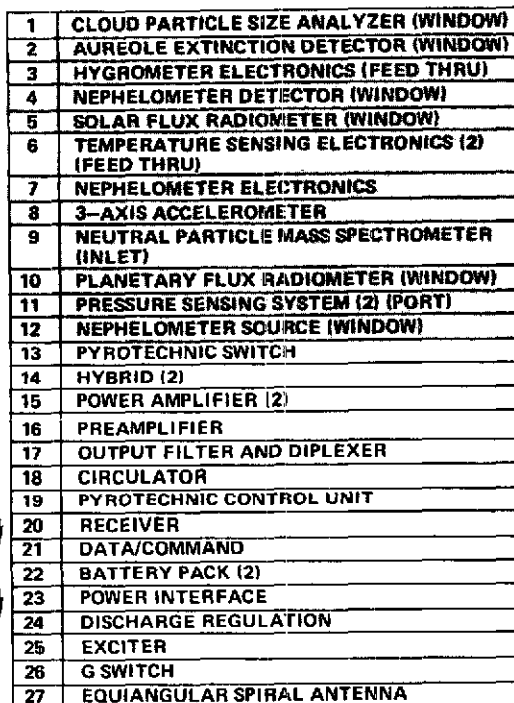 1 CLOUD PARTICLE SIZE ANALYZER (WINDOW)
2 AUREOLE EXTINCTION DETECTOR (WINDOW)
3 HYGROMETER ELECTRONICS (FEED THRU)
4 NEPHELOMETER DETECTOR (WINDOW)
5 SOLAR FLUX RADIOMETER (WINDOW)
6 TEMPERATURE SENSING ELECTRONICS (2)
(FEED THRU)
7 NEPHELOMETER ELECTRONICS
8 3–AXIS ACCELEROMETER
9 NEUTRAL PARTICLE MASS SPECTROMETER
(INLET)
10 PLANETARY FLUX RADIOMETER (WINDOW)
11 PRESSURE SENSING SYSTEM (2) (PORT)
12 NEPHELOMETER SOURCE (WINDOW)
13 PYROTECHNIC SWITCH
14 HYBRID (2)
15 POWER AMPLIFIER (2)
16 PREAMPLIFIER
17 OUTPUT FILTER AND DIPLEXER
18 CIRCULATOR
19 PYROTECHNIC CONTROL UNIT
20 RECEIVER
21 DATA/COMMAND
22 BATTERY PACK (2)
23 POWER INTERFACE
24 DISCHARGE REGULATION
25 EXCITER
26 G SWITCH
27 EQUIANGULAR SPIRAL ANTENNA